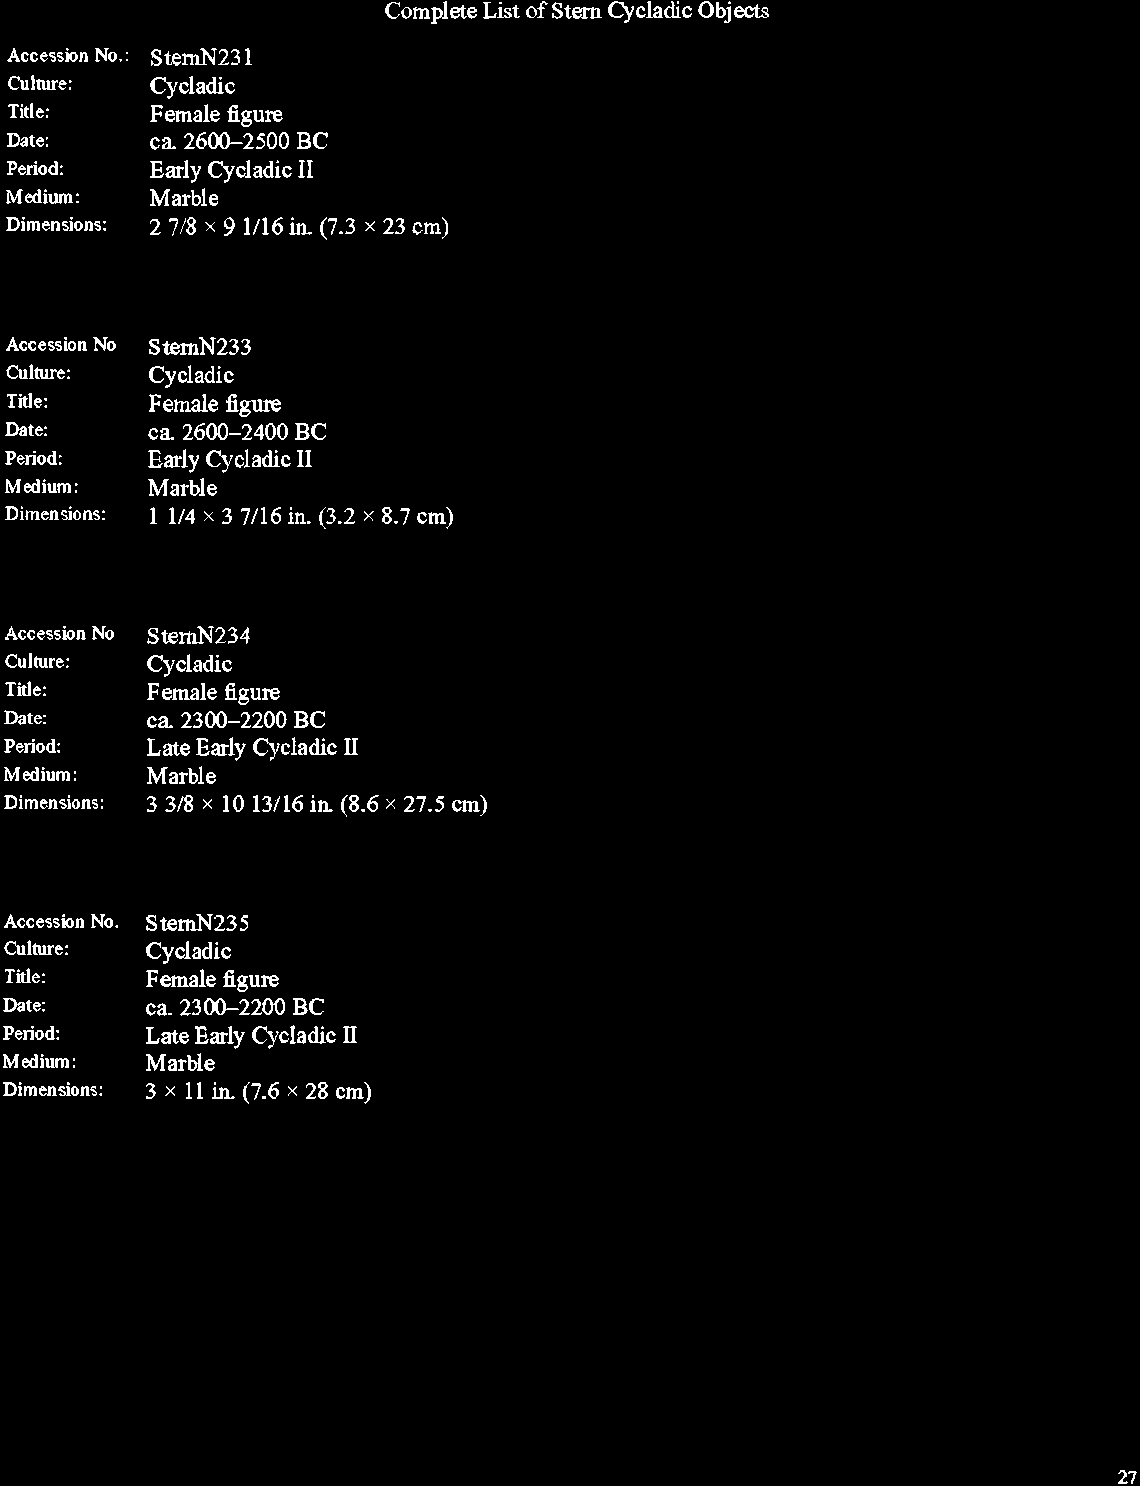 Complete List of Stern Cycladic Objects
Accession No.: SternN231
Culture: Cycladic
Title: Female figure
Date: ca. 2600–2500 BC
Period: Early Cycladic II
Medium: Marble
Dimensions: 2 7/8 × 9 1/16 in. (7.3 × 23 cm)
Accession No SternN233
Culture: Cycladic
Title: Female figure
Date: ca. 2600–2400 BC
Period: Early Cycladic II
Medium: Marble
Dimensions: 1 1/4 × 3 7/16 in. (3.2 × 8.7 cm)
Accession No SternN234
Culture: Cycladic
Title: Female figure
Date: ca. 2300–2200 BC
Period: Late Early Cycladic II
Medium: Marble
Dimensions: 3 3/8 × 10 13/16 in. (8.6 × 27.5 cm)
Accession No. SternN235
Culture: Cycladic
Title: Female figure
Date: ca. 2300–2200 BC
Period: Late Early Cycladic II
Medium: Marble
Dimensions: 3 × 11 in. (7.6 × 28 cm)
27